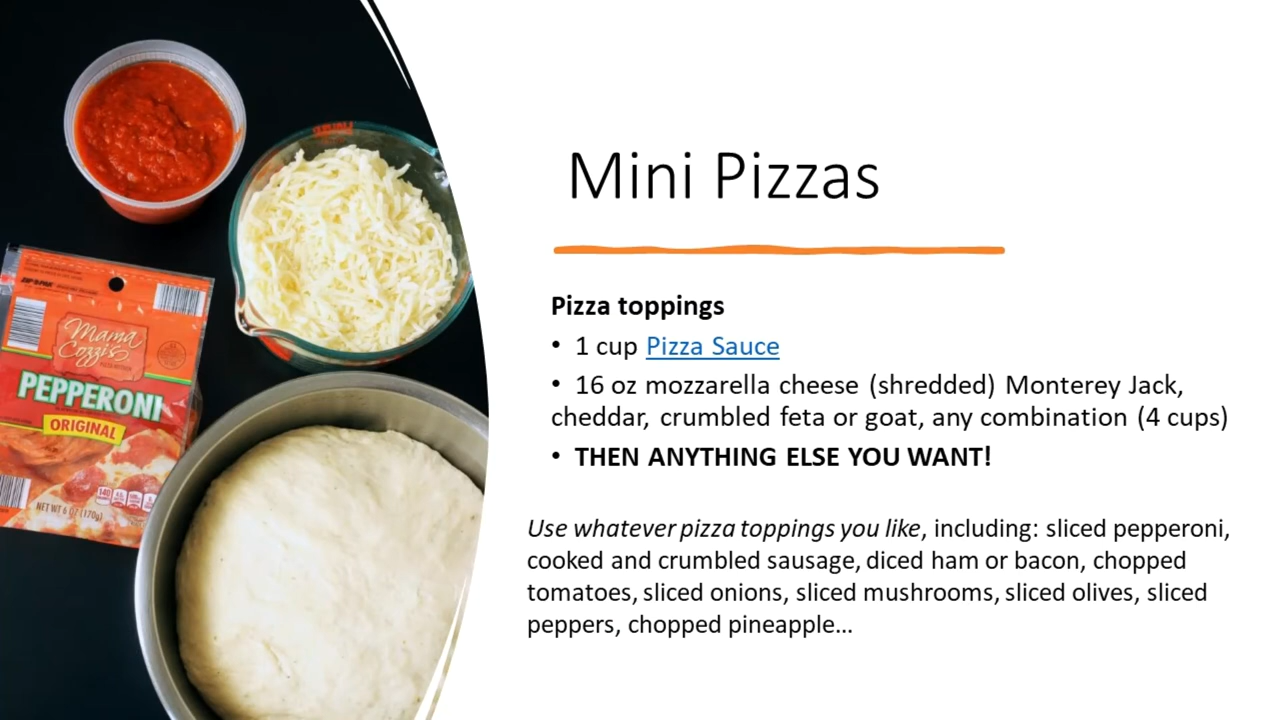 Mini Pizzas
Pizza toppings
• 1 cup Pizza Sauce
• 16 oz mozzarella cheese (shredded) Monterey Jack,
cheddar, crumbled feta or goat, any combination (4 cups)
• THEN ANYTHING ELSE YOU WANT!
Use whatever pizza toppings you like, including: sliced pepperoni,
cooked and crumbled sausage, diced ham or bacon, chopped
tomatoes, sliced onions, sliced mushrooms, sliced olives, sliced
peppers, chopped pineapple...
Mama
Cozzi's
PEPPERONI
ORIGINAL
NET WT 6 OZ (170g)